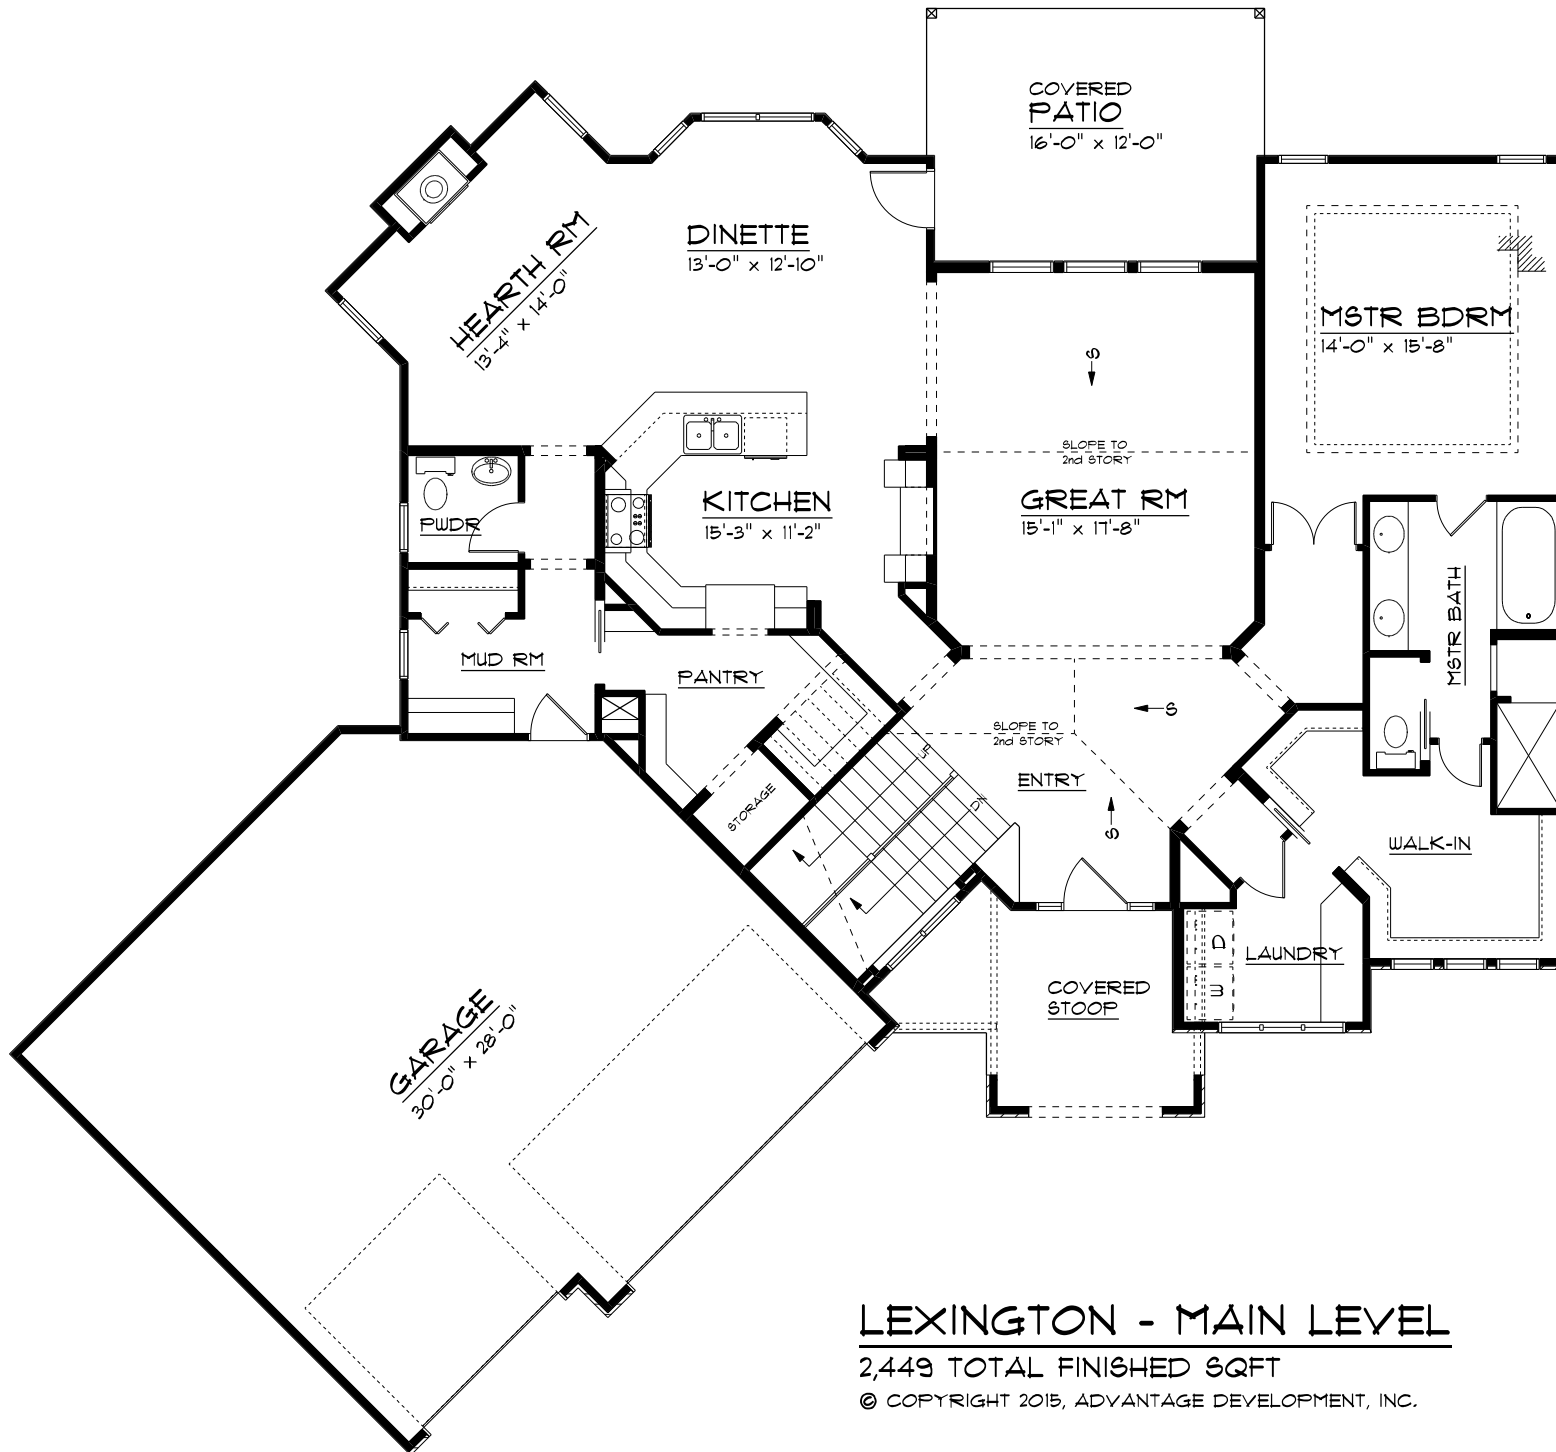 COVERED
PATIO
16'-0" x 12'-0"
HEARTH RM
13'-4" x 14'-0"
DINETTE
13'-0" x 12'-10"
MSTR BDRM
14'-0" x 15'-8"
S
SLOPE TO
2nd STORY
GREAT RM
15'-1" x 17'-8"
KITCHEN
15'-3" x 11'-2"
PWDR
MSTR BATH
MUD RM
PANTRY
S
SLOPE TO
2nd STORY
UP
ENTRY
DN
STORAGE
S
WALK-IN
D
W
LAUNDRY
COVERED
STOOP
GARAGE
30'-0" x 28'-0"
LEXINGTON - MAIN LEVEL
2,449 TOTAL FINISHED SQFT
© COPYRIGHT 2015, ADVANTAGE DEVELOPMENT, INC.